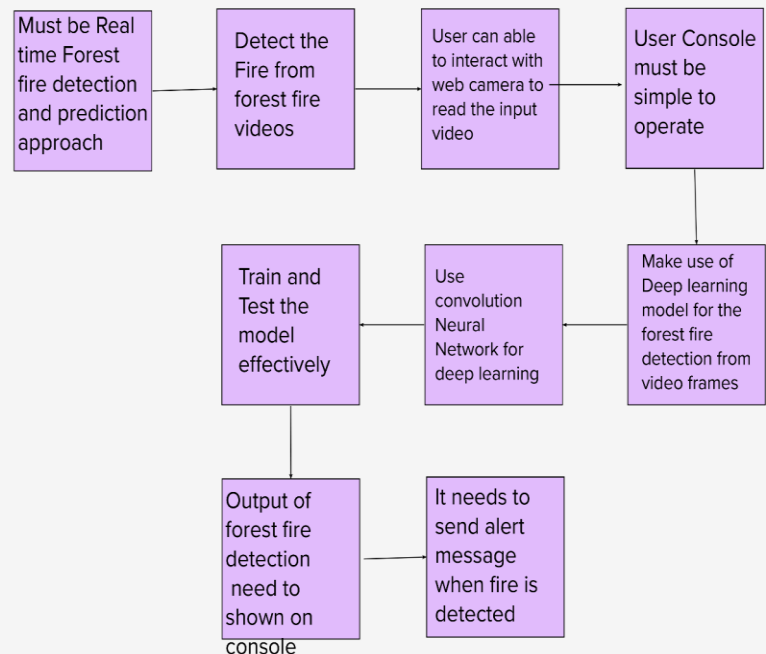 Must be Real
time Forest
fire detection
and prediction
approach
Detect the
Fire from
forest fire
videos
User can able
to interact with
web camera to
read the input
video
User Console
must be
simple to
operate
Make use of
Deep learning
model for the
forest fire
detection from
video frames
Use
convolution
Neural
Network for
deep learning
Train and
Test the
model
effectively
Output of
forest fire
detection
need to
shown on
console
It needs to
send alert
message
when fire is
detected